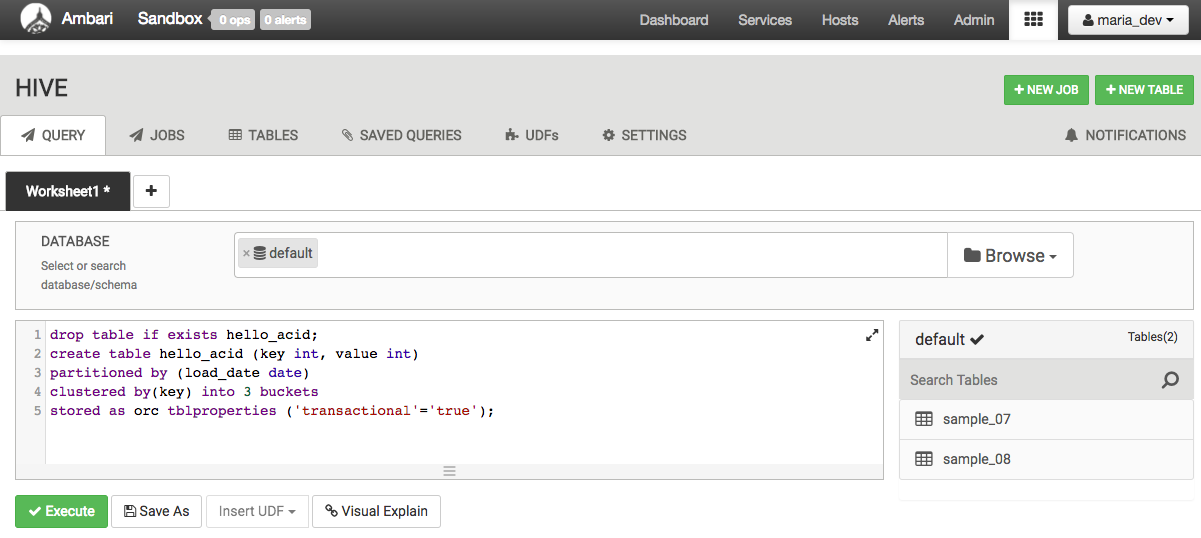 Ambari Sandbox 0 ops 0 alerts Dashboard Services Hosts Alerts Admin maria_dev
HIVE
NEW JOB NEW TABLE
QUERY JOBS TABLES SAVED QUERIES UDFs SETTINGS NOTIFICATIONS
Worksheet1 * +
DATABASE
Select or search
database/schema
× default
Browse
1 drop table if exists hello_acid;
2 create table hello_acid (key int, value int)
3 partitioned by (load_date date)
4 clustered by(key) into 3 buckets
5 stored as orc tblproperties ('transactional'='true');
default Tables(2)
Search Tables
sample_07
sample_08
Execute Save As Insert UDF Visual Explain